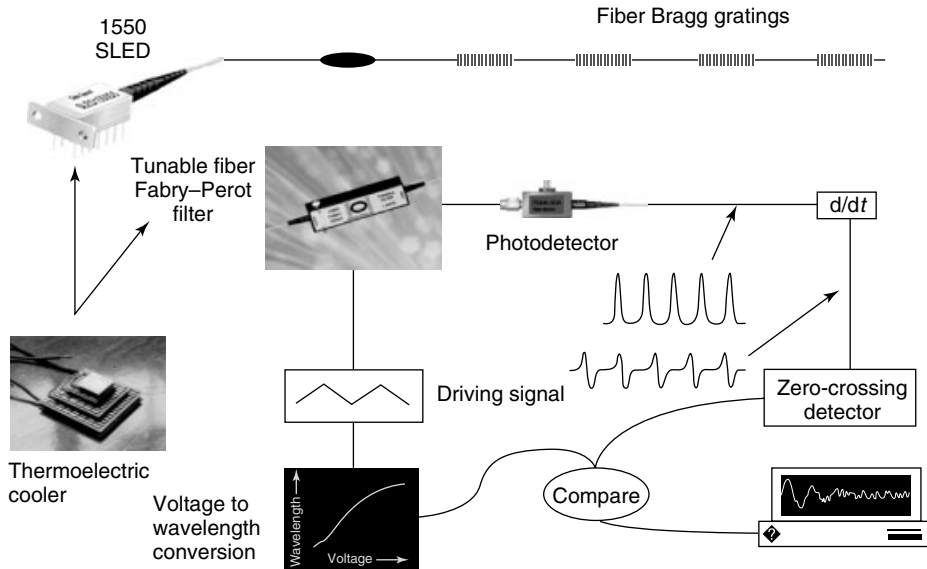 1550
SLED
Fiber Bragg gratings
Tunable fiber
Fabry–Perot
filter
Photodetector
d/dt
Driving signal
Zero-crossing
detector
Thermoelectric
cooler
Voltage to
wavelength
conversion
Wavelength
Voltage
Compare
?